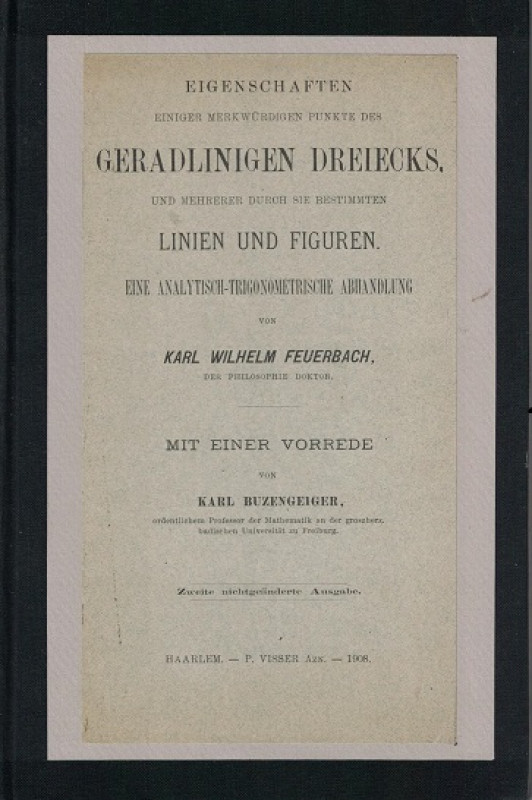 EIGENSCHAFTEN
EINIGER MERKWÜRDIGEN PUNKTE DES
GERADLINIGEN DREIECKS,
UND MEHRERER DURCH SIE BESTIMMTEN
LINIEN UND FIGUREN.
EINE ANALYTISCH-TRIGONOMETRISCHE ABHANDLUNG
VON
KARL WILHELM FEUERBACH,
DER PHILOSOPHIE DOKTOR.
MIT EINER VORREDE
VON
KARL BUZENGEIGER,
ordentlichem Professor der Mathematik an der groszherz.
badischen Universität zu Freiburg.
Zweite nichtgeänderte Ausgabe.
HAARLEM. — P. VISSER Azn. — 1908.